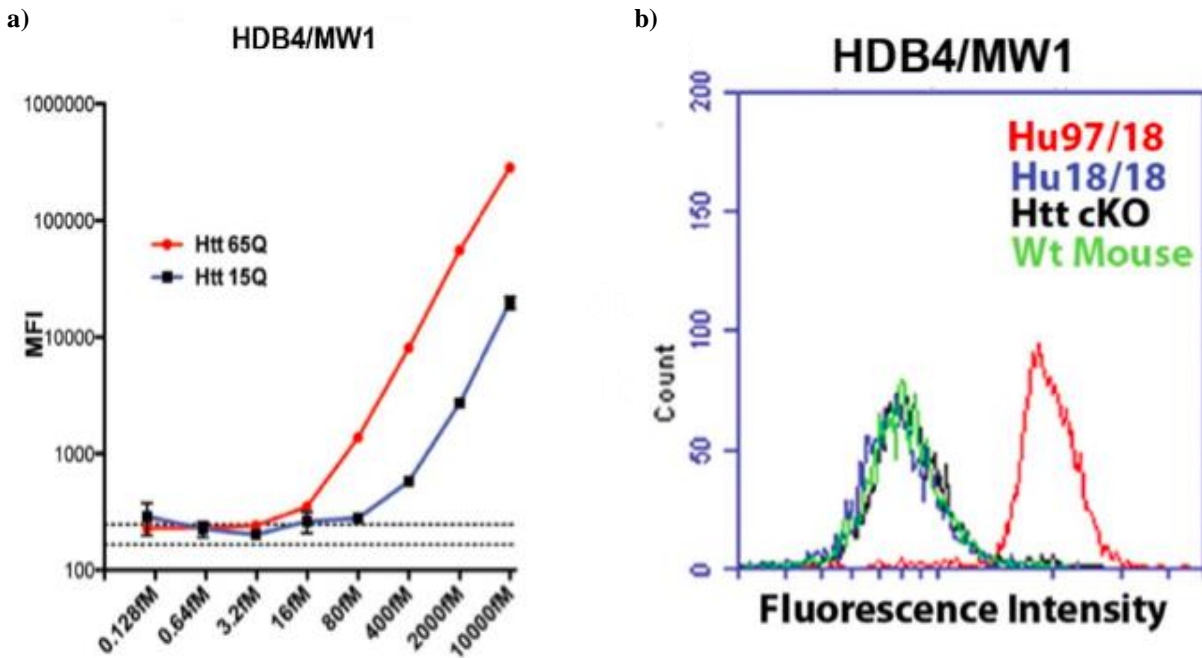 a)
HDB4/MW1
MFI
1000000
100000
10000
1000
100
Htt 65Q
Htt 15Q
0.128fM
0.64fM
3.2fM
16fM
80fM
400fM
2000fM
10000fM
b)
HDB4/MW1
Count
200
150
100
50
0
Hu97/18
Hu18/18
Htt cKO
Wt Mouse
Fluorescence Intensity